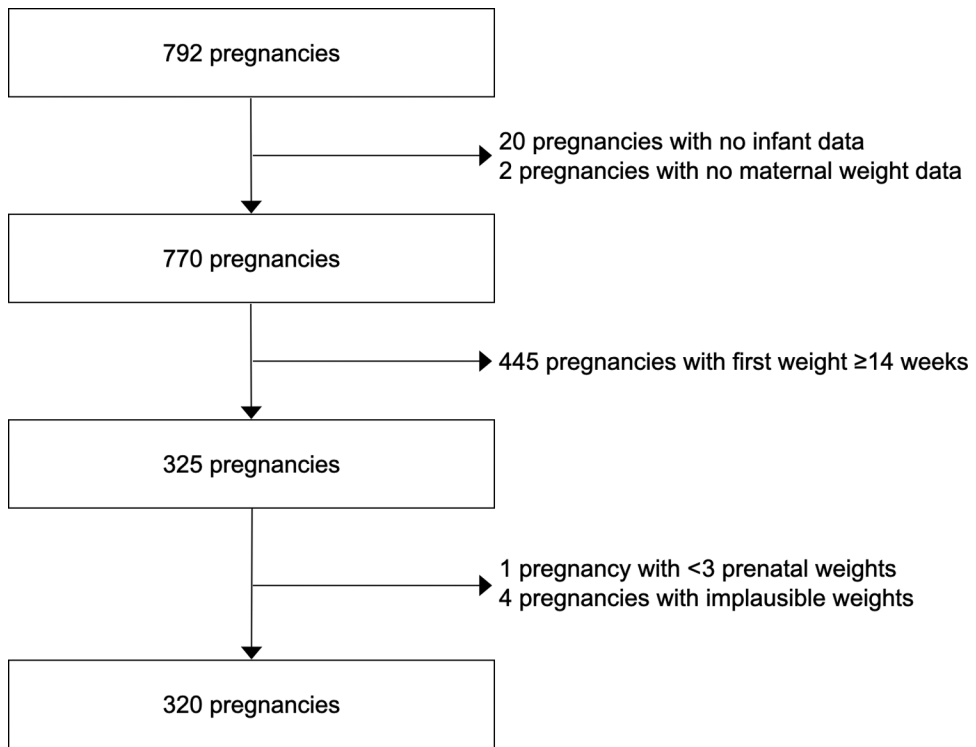 792 pregnancies
20 pregnancies with no infant data
2 pregnancies with no maternal weight data
770 pregnancies
445 pregnancies with first weight ≥14 weeks
325 pregnancies
1 pregnancy with <3 prenatal weights
4 pregnancies with implausible weights
320 pregnancies